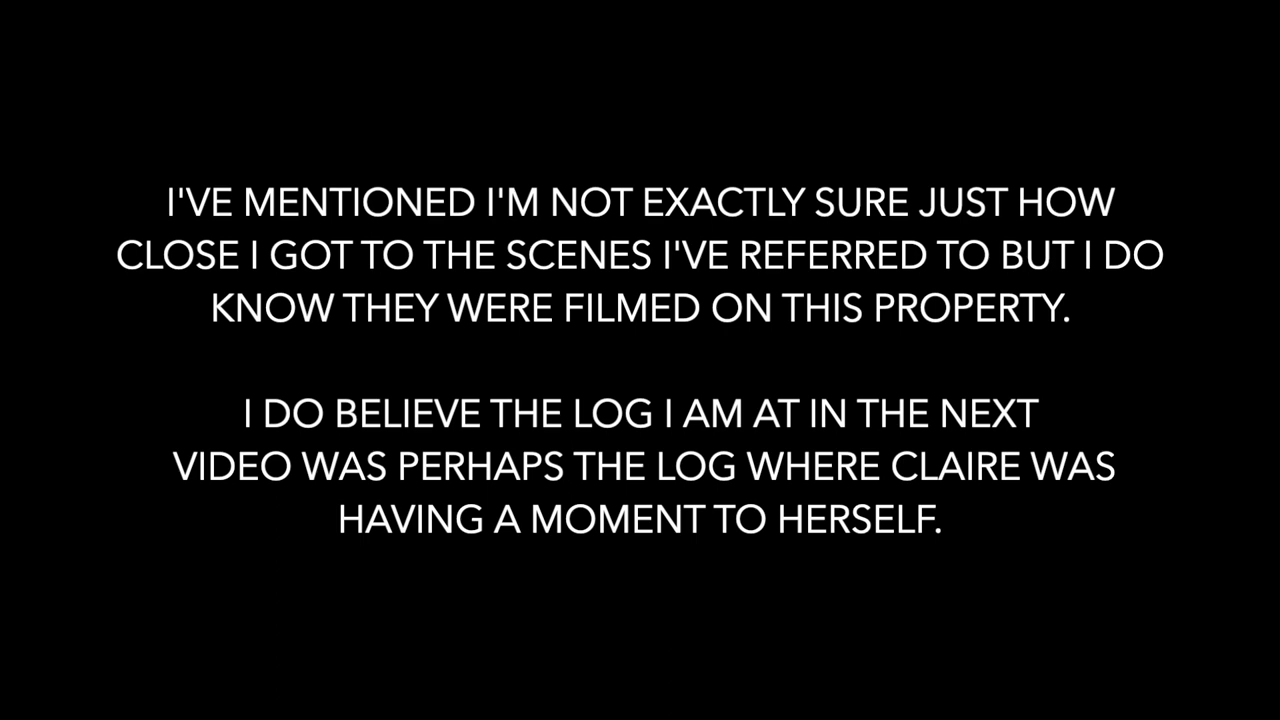 I'VE MENTIONED I'M NOT EXACTLY SURE JUST HOW
CLOSE I GOT TO THE SCENES I'VE REFERRED TO BUT I DO
KNOW THEY WERE FILMED ON THIS PROPERTY.
I DO BELIEVE THE LOG I AM AT IN THE NEXT
VIDEO WAS PERHAPS THE LOG WHERE CLAIRE WAS
HAVING A MOMENT TO HERSELF.